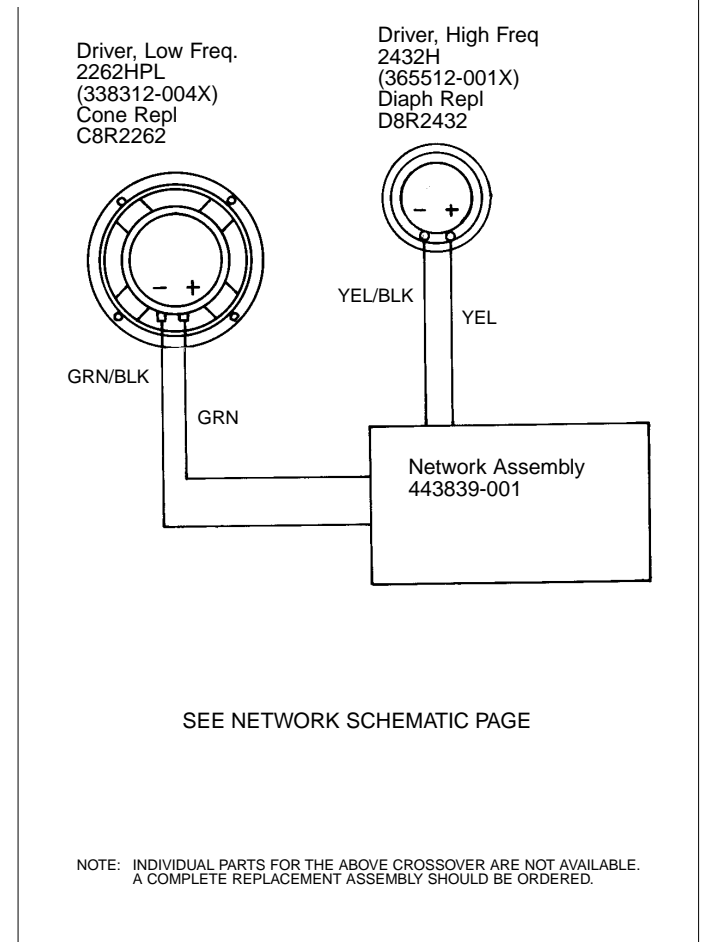 Driver, Low Freq.
2262HPL
(338312-004X)
Cone Repl
C8R2262
Driver, High Freq
2432H
(365512-001X)
Diaph Repl
D8R2432
- +
- +
YEL/BLK
YEL
GRN/BLK
GRN
Network Assembly
443839-001
SEE NETWORK SCHEMATIC PAGE
NOTE: INDIVIDUAL PARTS FOR THE ABOVE CROSSOVER ARE NOT AVAILABLE.
A COMPLETE REPLACEMENT ASSEMBLY SHOULD BE ORDERED.